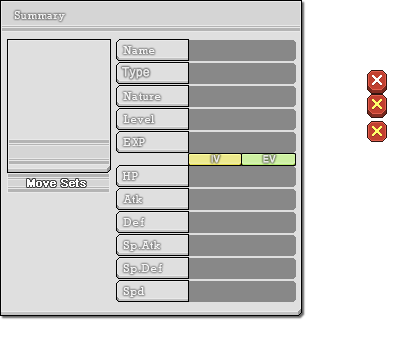 Summary
Name
Type
Nature
Level
EXP
IV EV
HP
Move Sets
Atk
Def
Sp.Atk
Sp.Def
Spd